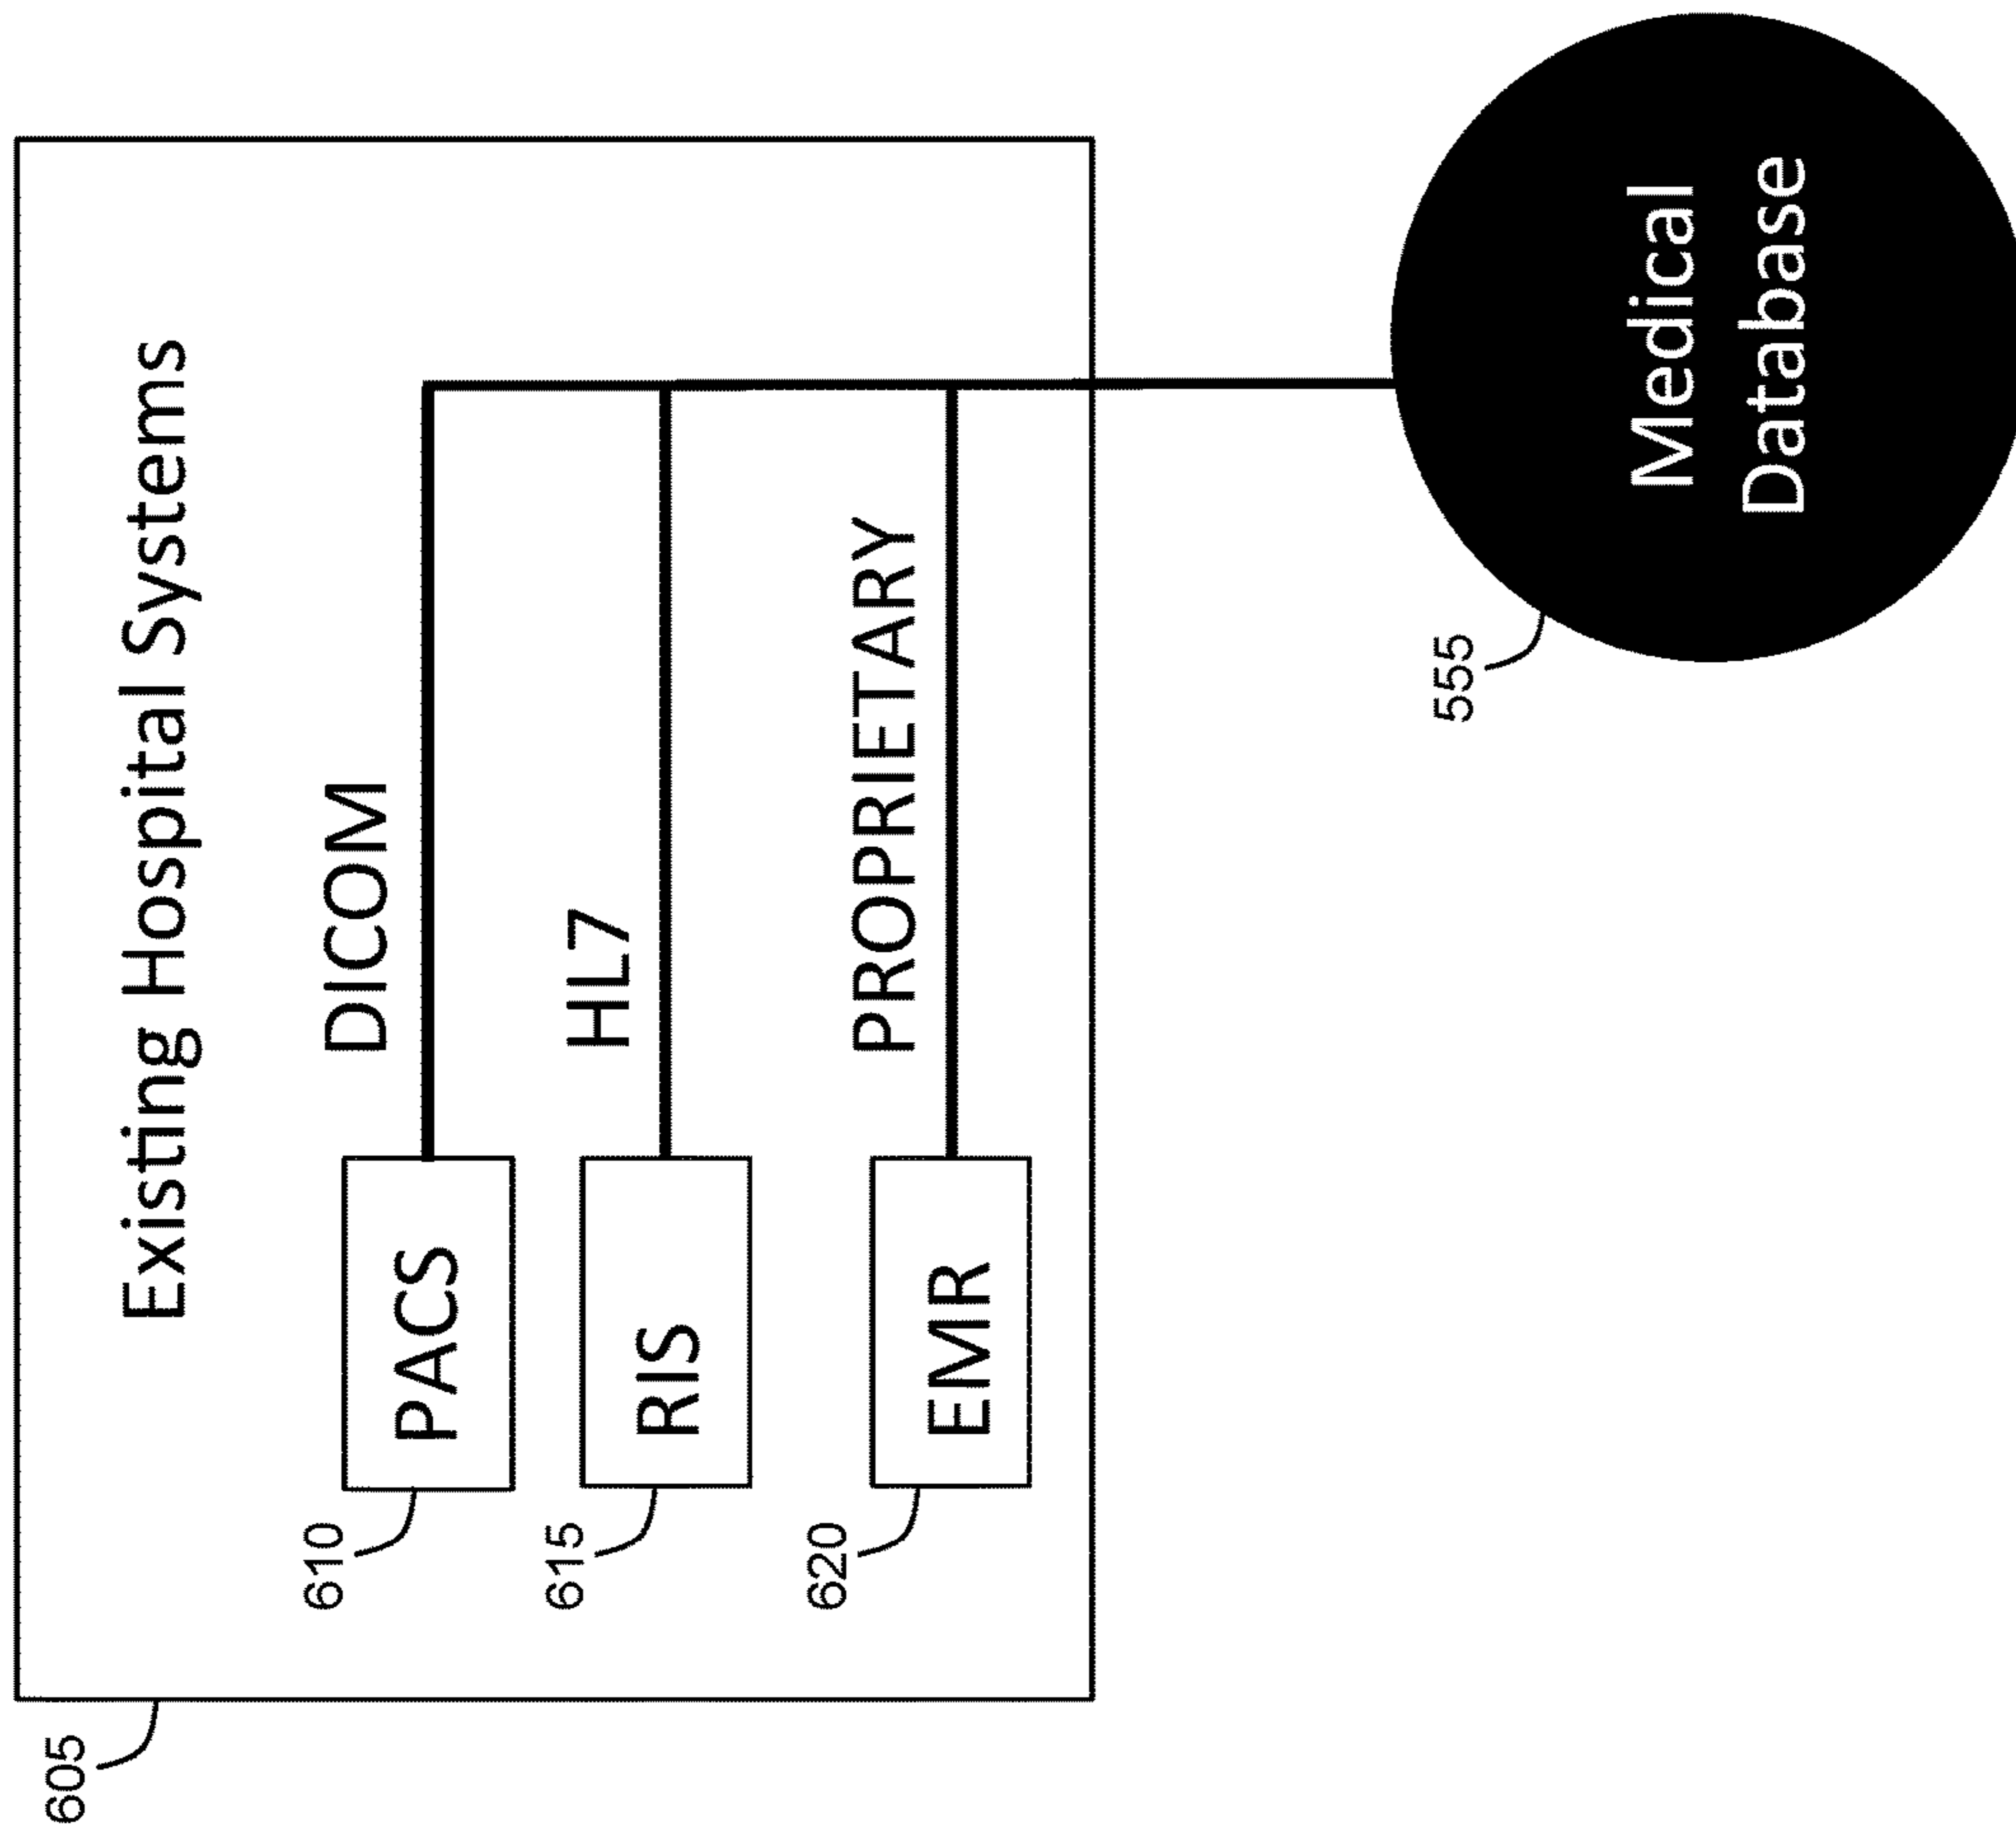 605
Existing Hospital Systems
610
PACS
DICOM
615
RIS
HL7
620
EMR
PROPRIETARY
555
Medical
Database